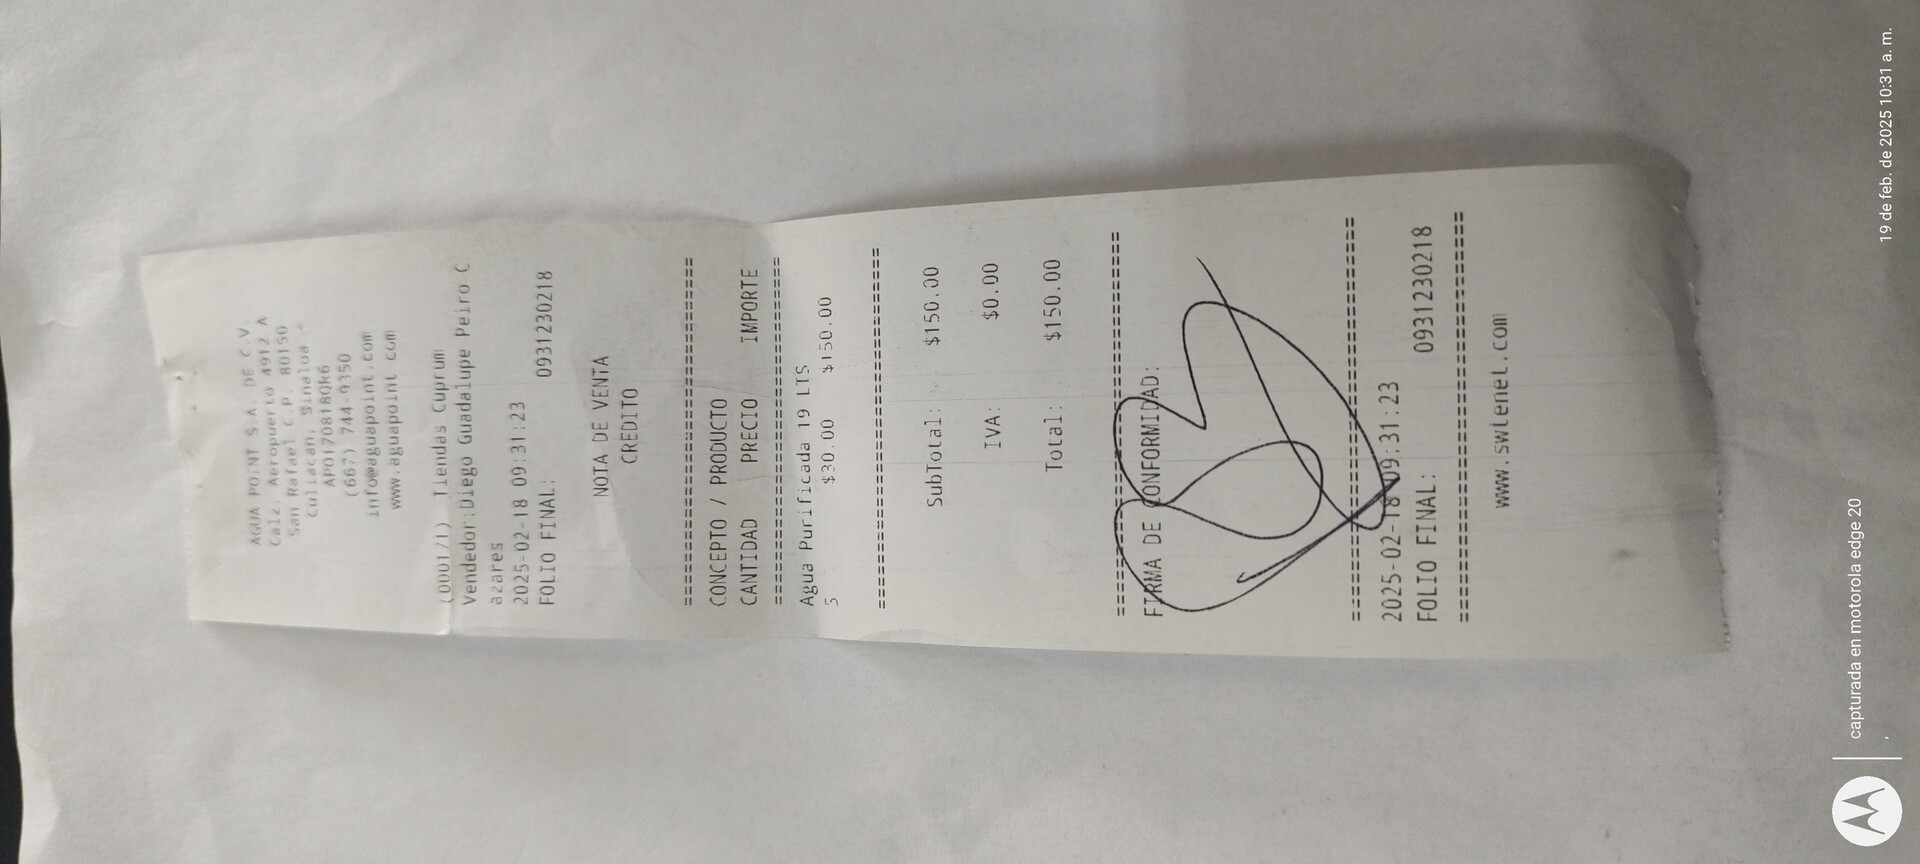 AGUA POINT S.A. DE C.V.
Calz. Aeropuerto 4912 A
San Rafael C.P. 80150
Culiacan, Sinaloa
APO170818QK6
(667) 744-9350
info@aguapoint.com
www.aguapoint.com
(000171) Tiendas Cuprum
Vendedor:Diego Guadalupe Peiro C
azares
2025-02-18 09:31:23
FOLIO FINAL: 0931230218
NOTA DE VENTA
CREDITO
================================
CONCEPTO / PRODUCTO
CANTIDAD PRECIO IMPORTE
================================
Agua Purificada 19 LTS
5 $30.00 $150.00
================================
SubTotal: $150.00
IVA: $0.00
Total: $150.00
================================
FIRMA DE CONFORMIDAD:
================================
2025-02-18 09:31:23
FOLIO FINAL: 0931230218
================================
www.swienet.com
capturada en motorola edge 20
19 de feb. de 2025 10:31 a. m.